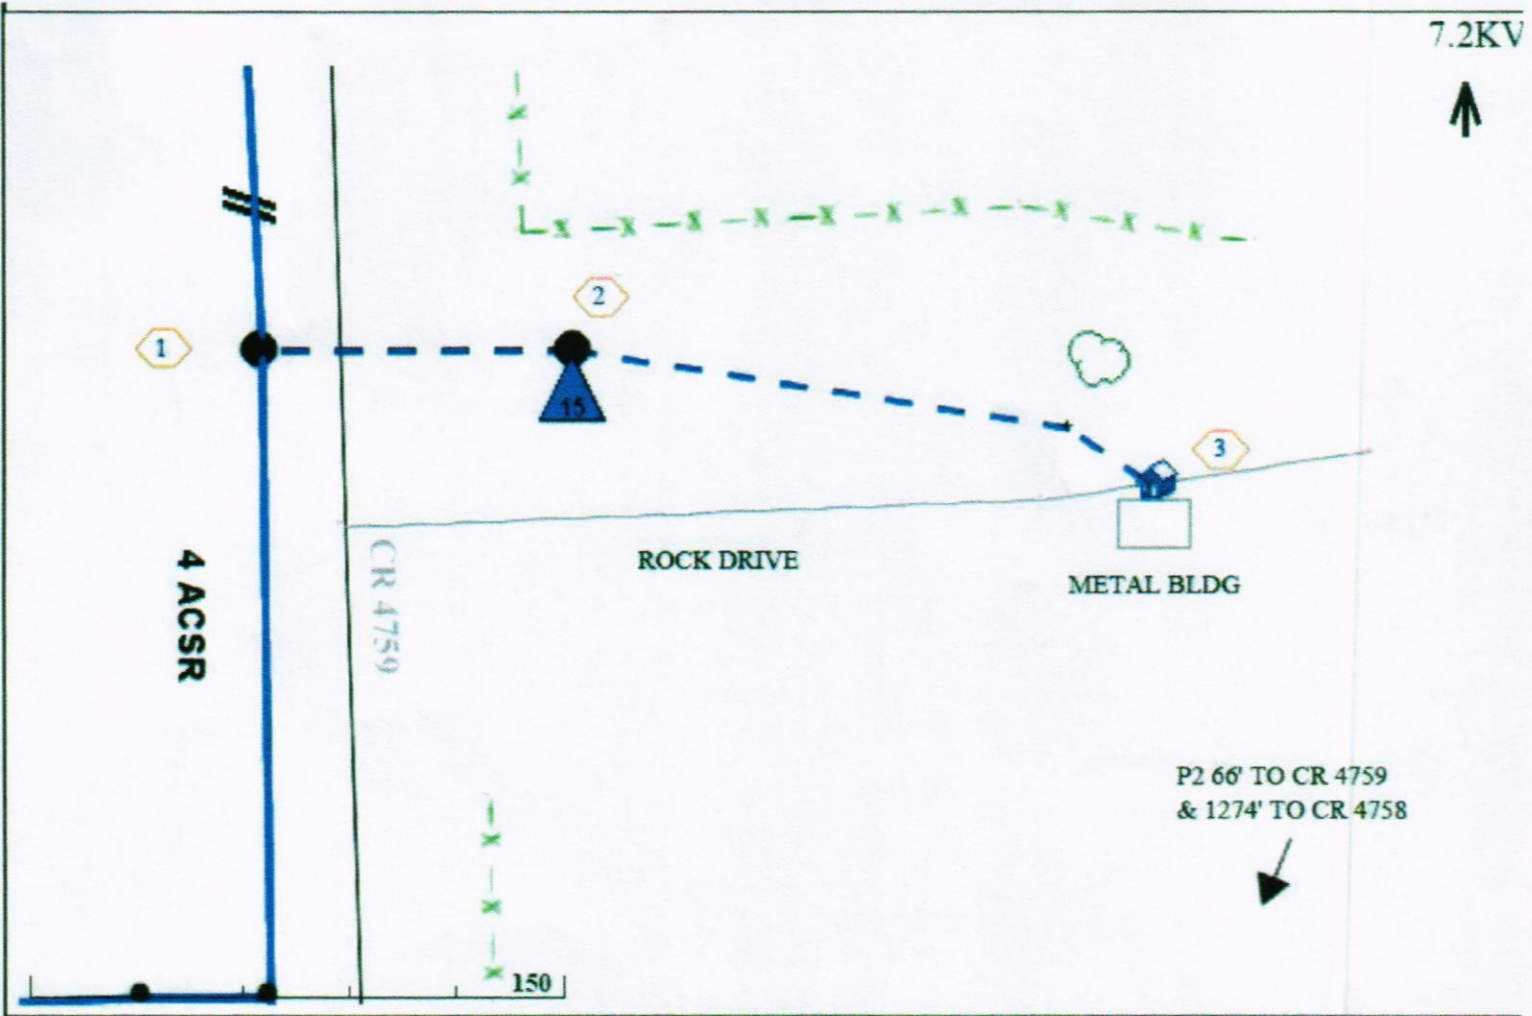 7.2KV
2
1
15
3
ROCK DRIVE
METAL BLDG
4 ACSR
CR 4759
P2 66' TO CR 4759
& 1274' TO CR 4758
150